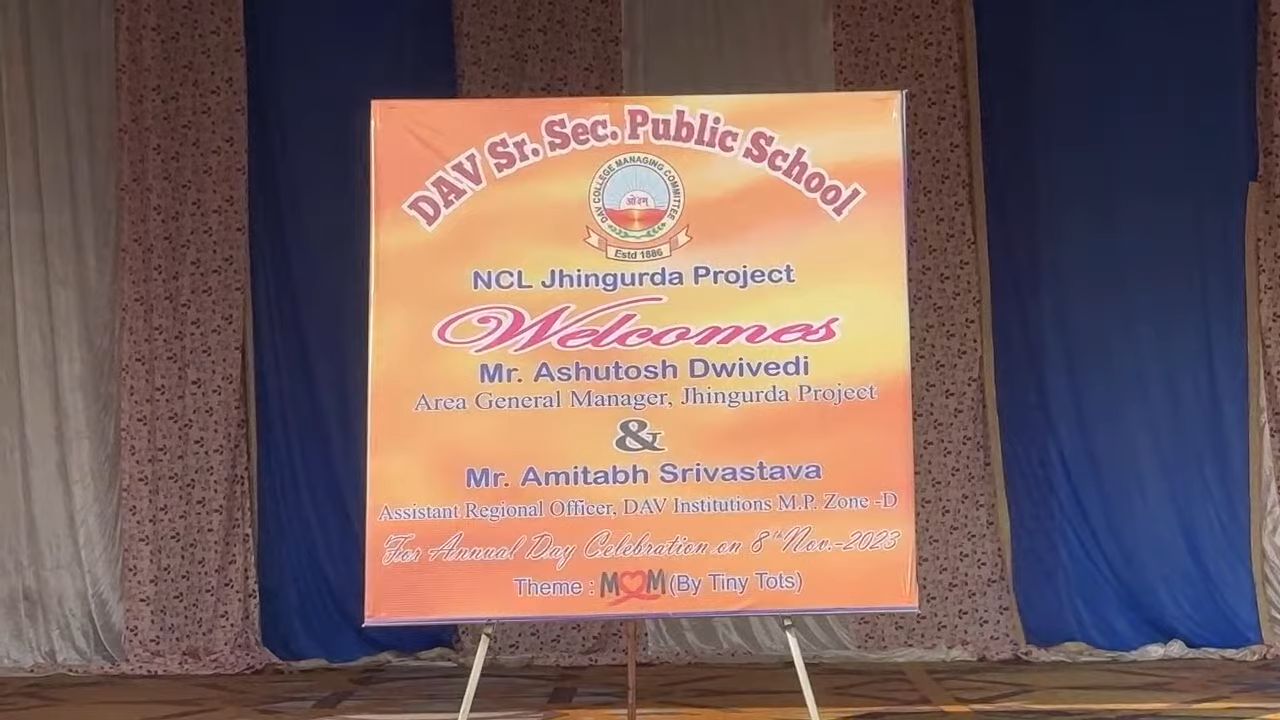 DAV Sr. Sec. Public School
DAV COLLEGE MANAGING COMMITTEE
ओ३म्
Estd 1886
NCL Jhingurda Project
Welcomes
Mr. Ashutosh Dwivedi
Area General Manager, Jhingurda Project
&
Mr. Amitabh Srivastava
Assistant Regional Officer, DAV Institutions M.P. Zone -D
For Annual Day Celebration on 8th Nov.-2023
Theme : MOM (By Tiny Tots)